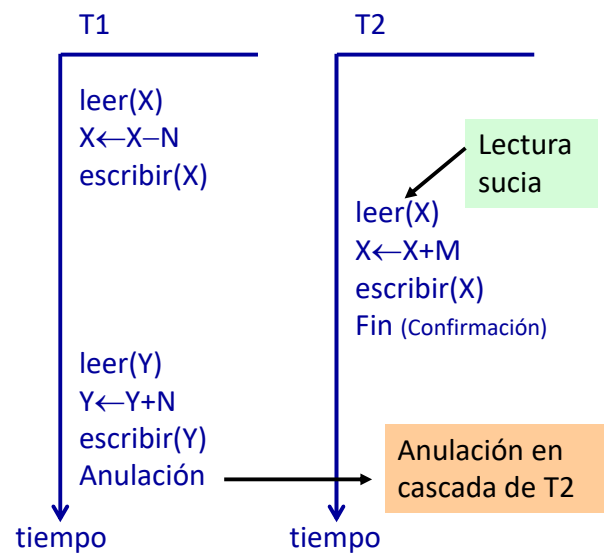 T1
leer(X)
X←X−N
escribir(X)
leer(Y)
Y←Y+N
escribir(Y)
Anulación
tiempo
T2
Lectura
sucia
leer(X)
X←X+M
escribir(X)
Fin (Confirmación)
Anulación en
cascada de T2
tiempo